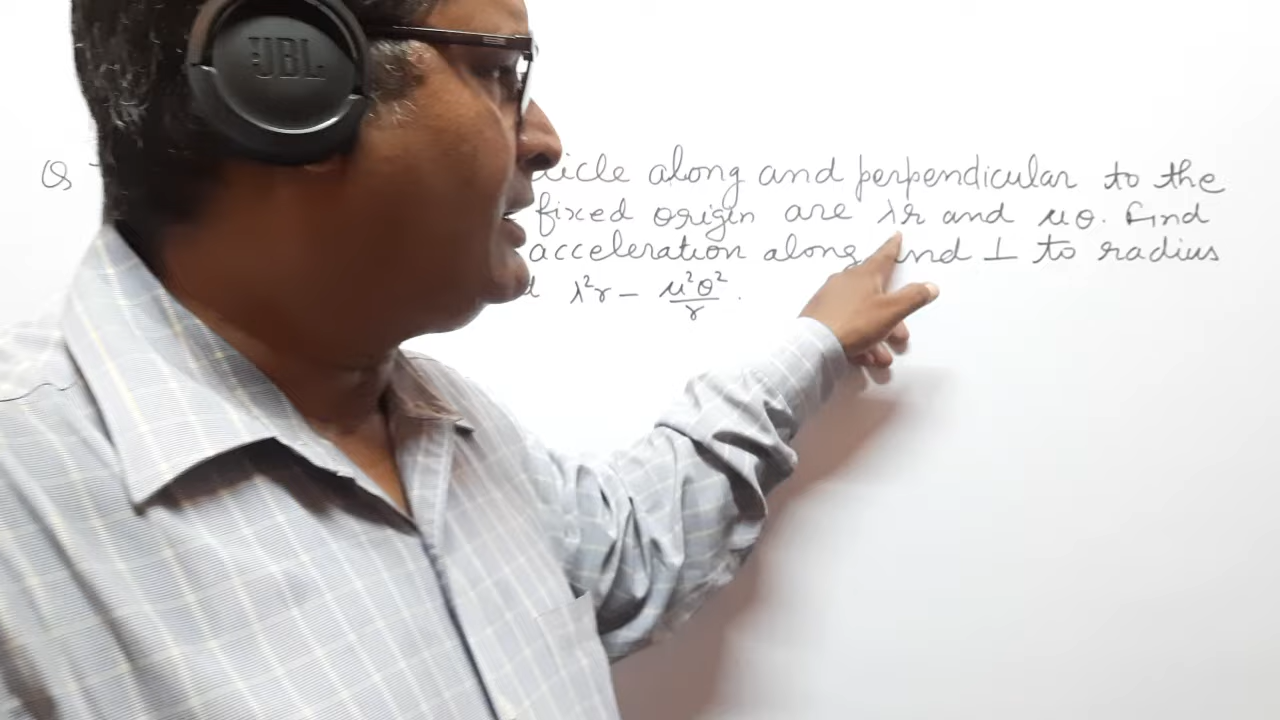 JBL
Q
ticle along and perpendicular to the
fixed origin are λr and μθ. Find
acceleration along and ⊥ to radius
λ²r − μ²θ²/r .